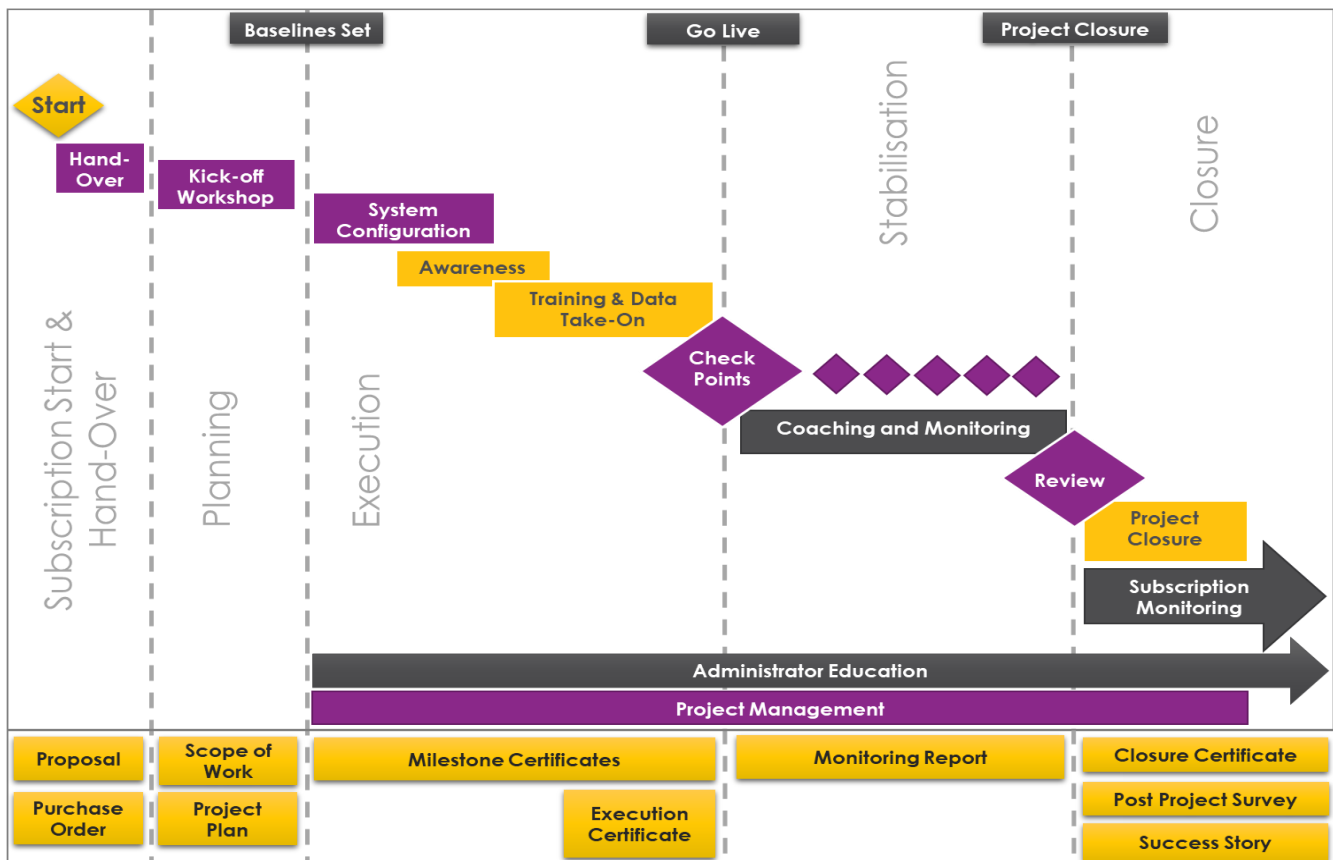 Baselines Set
Go Live
Project Closure
Start
Hand-
Over
Kick-off
Workshop
System
Configuration
Awareness
Training & Data
Take-On
Check
Points
Coaching and Monitoring
Review
Project
Closure
Subscription
Monitoring
Administrator Education
Project Management
Subscription Start &
Hand-Over
Planning
Execution
Stabilisation
Closure
Proposal
Purchase
Order
Scope of
Work
Project
Plan
Milestone Certificates
Execution
Certificate
Monitoring Report
Closure Certificate
Post Project Survey
Success Story